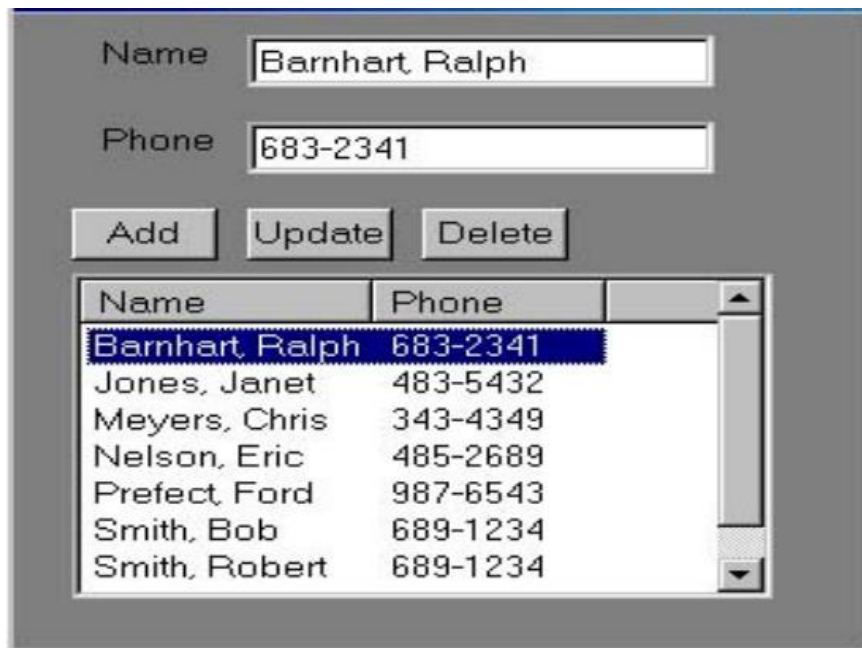 Name Barnhart, Ralph
Phone 683-2341
Add Update Delete
Name Phone
Barnhart, Ralph 683-2341
Jones, Janet 483-5432
Meyers, Chris 343-4349
Nelson, Eric 485-2689
Prefect, Ford 987-6543
Smith, Bob 689-1234
Smith, Robert 689-1234